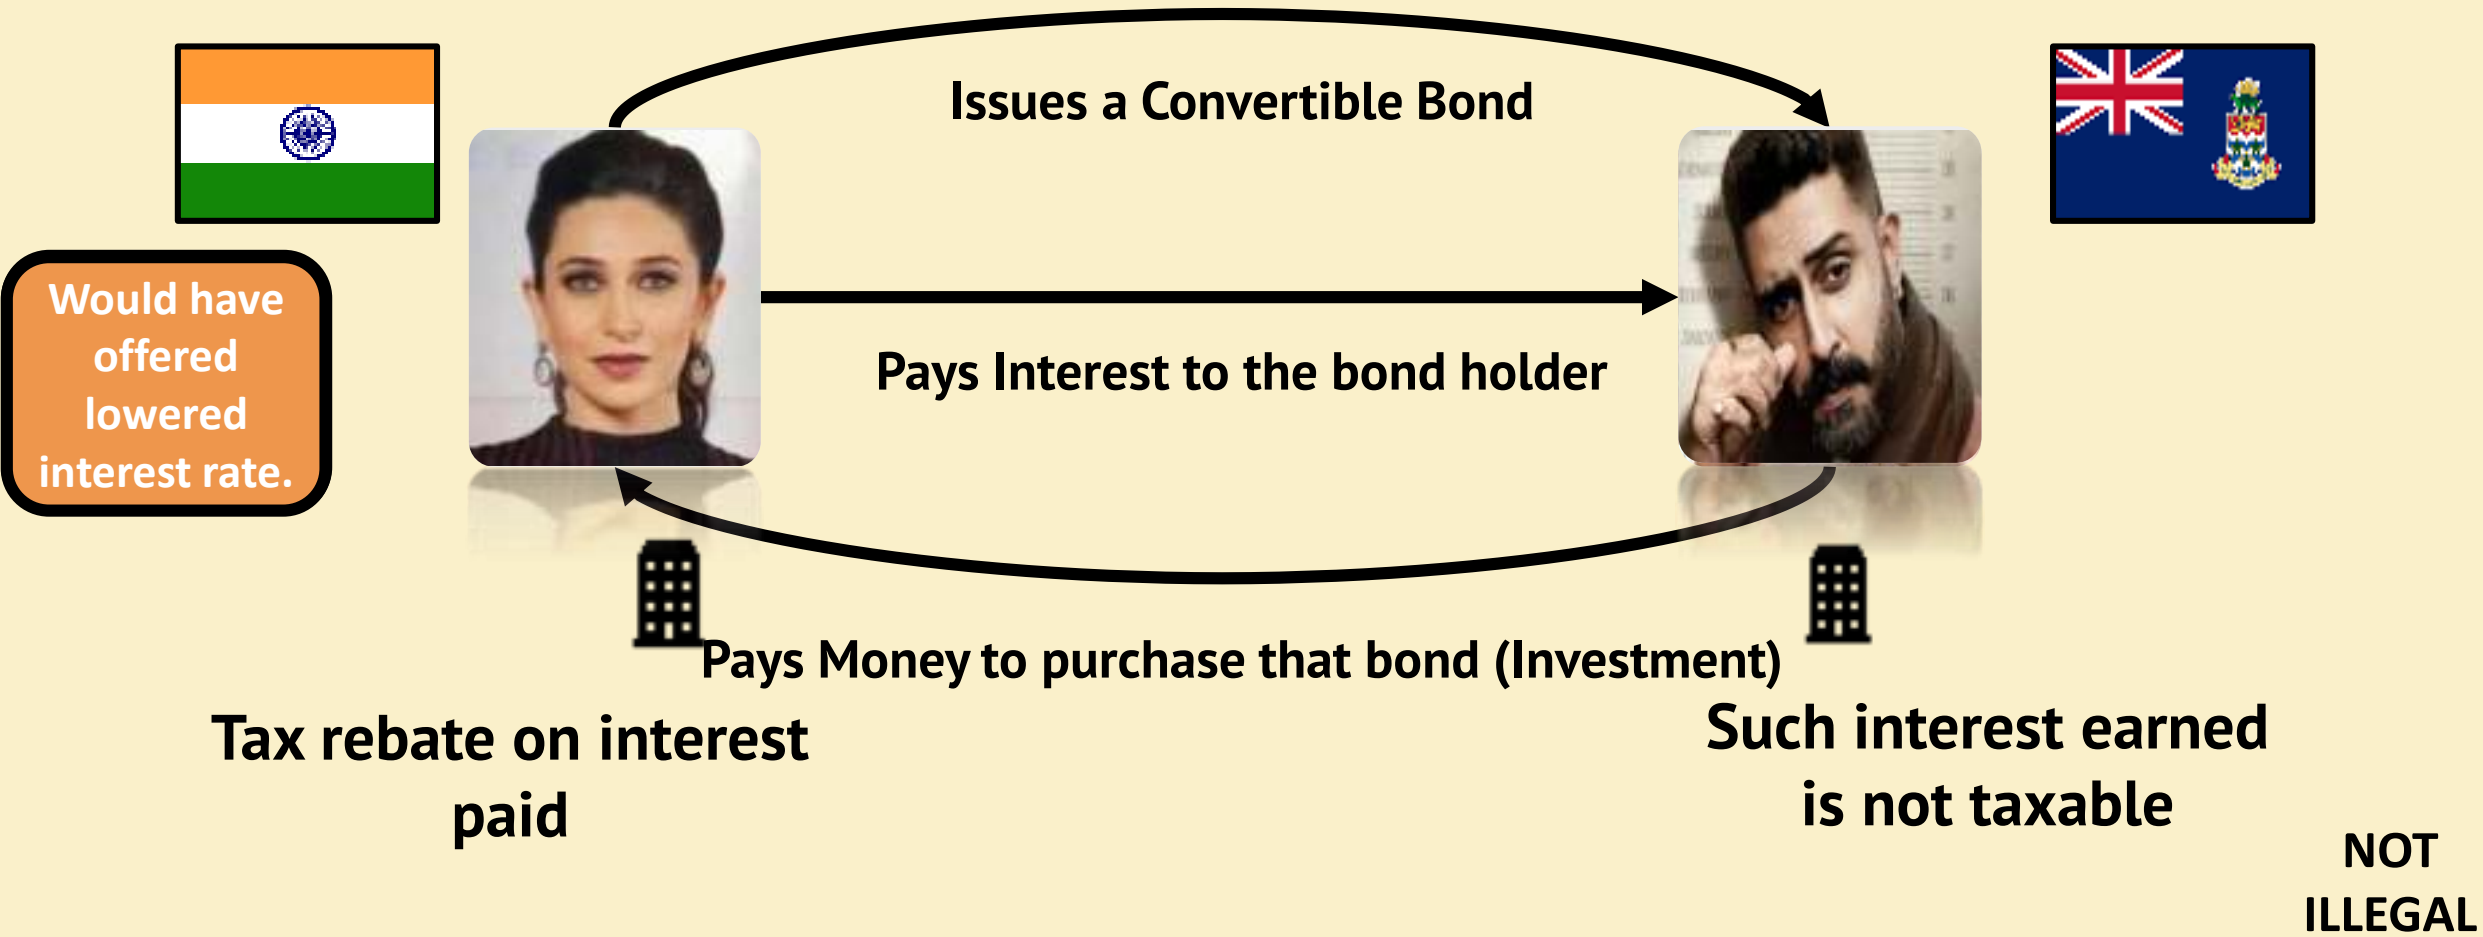 Issues a Convertible Bond
Would have
offered
lowered
interest rate.
Pays Interest to the bond holder
Pays Money to purchase that bond (Investment)
Tax rebate on interest
paid
Such interest earned
is not taxable
NOT
ILLEGAL